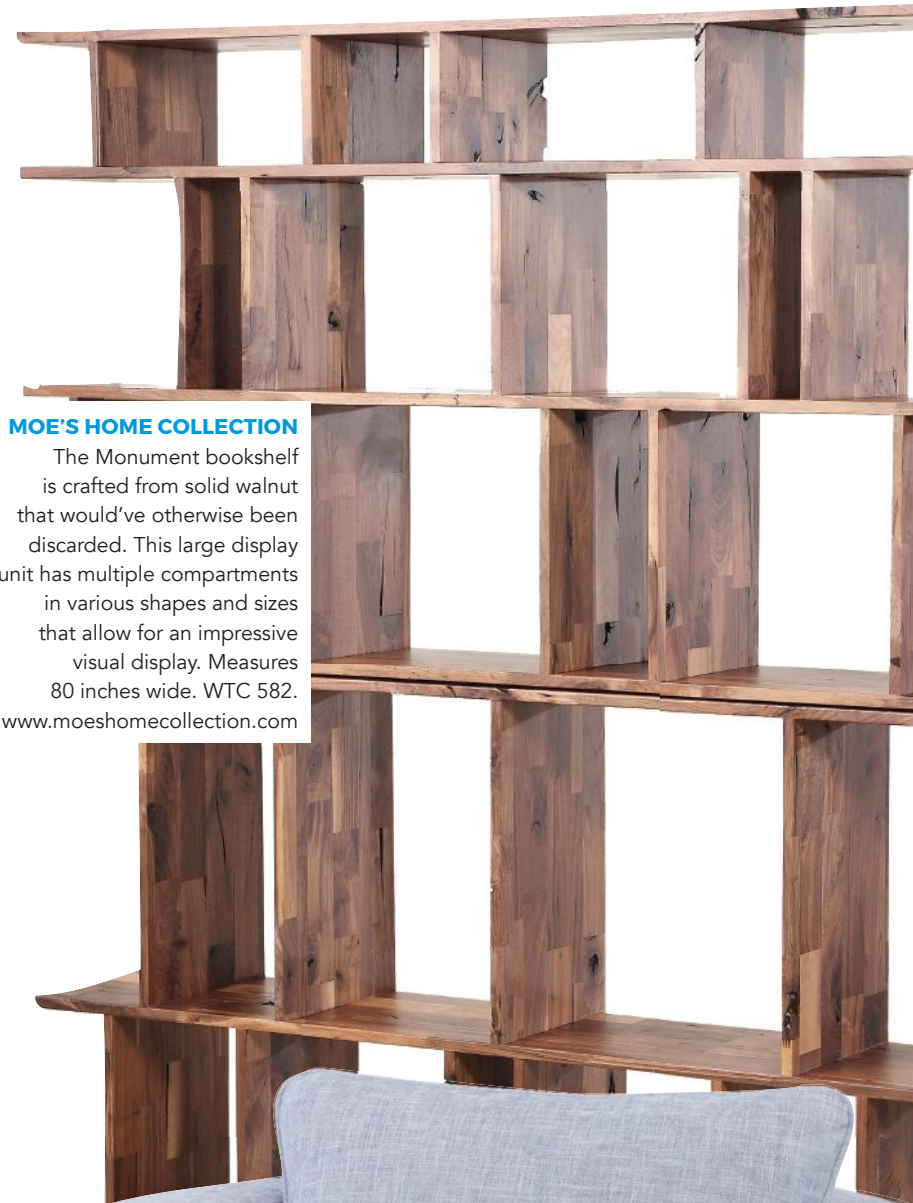 MOE'S HOME COLLECTION
The Monument bookshelf
is crafted from solid walnut
that would've otherwise been
discarded. This large display
unit has multiple compartments
in various shapes and sizes
that allow for an impressive
visual display. Measures
80 inches wide. WTC 582.
www.moeshomecollection.com